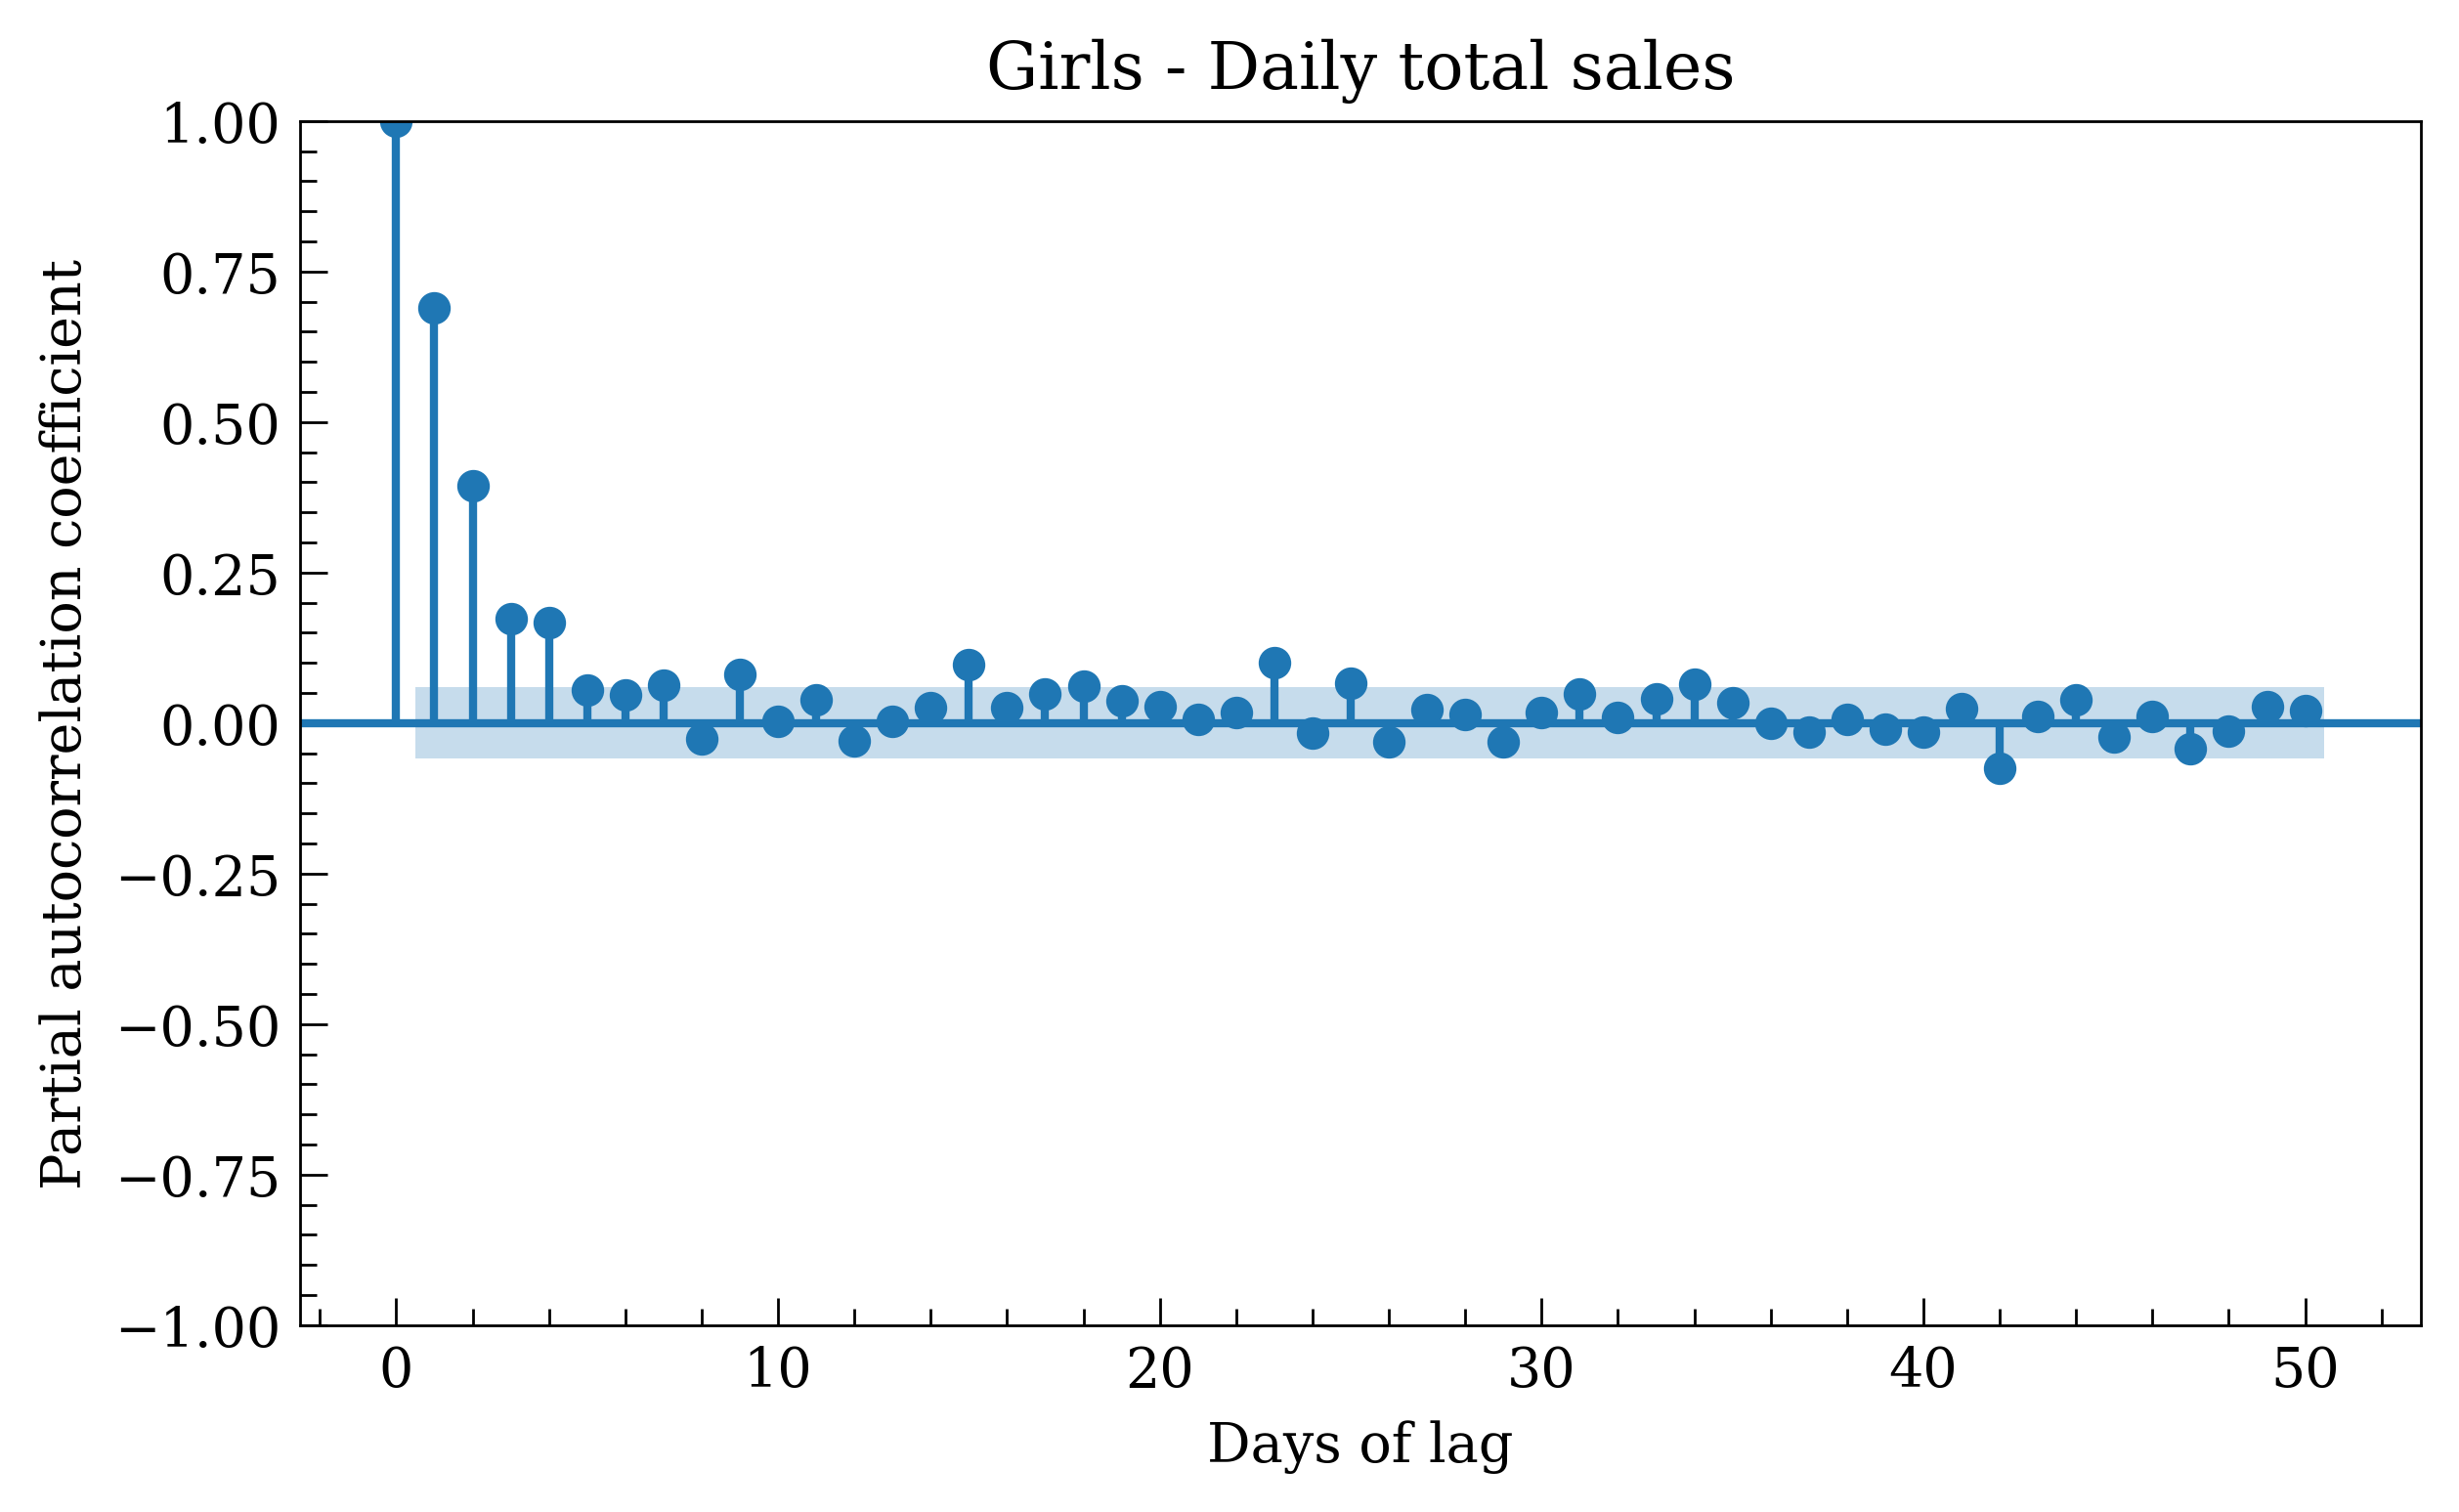 Girls - Daily total sales
Partial autocorrelation coefficient
1.00
0.75
0.50
0.25
0.00
−0.25
−0.50
−0.75
−1.00
0 10 20 30 40 50
Days of lag